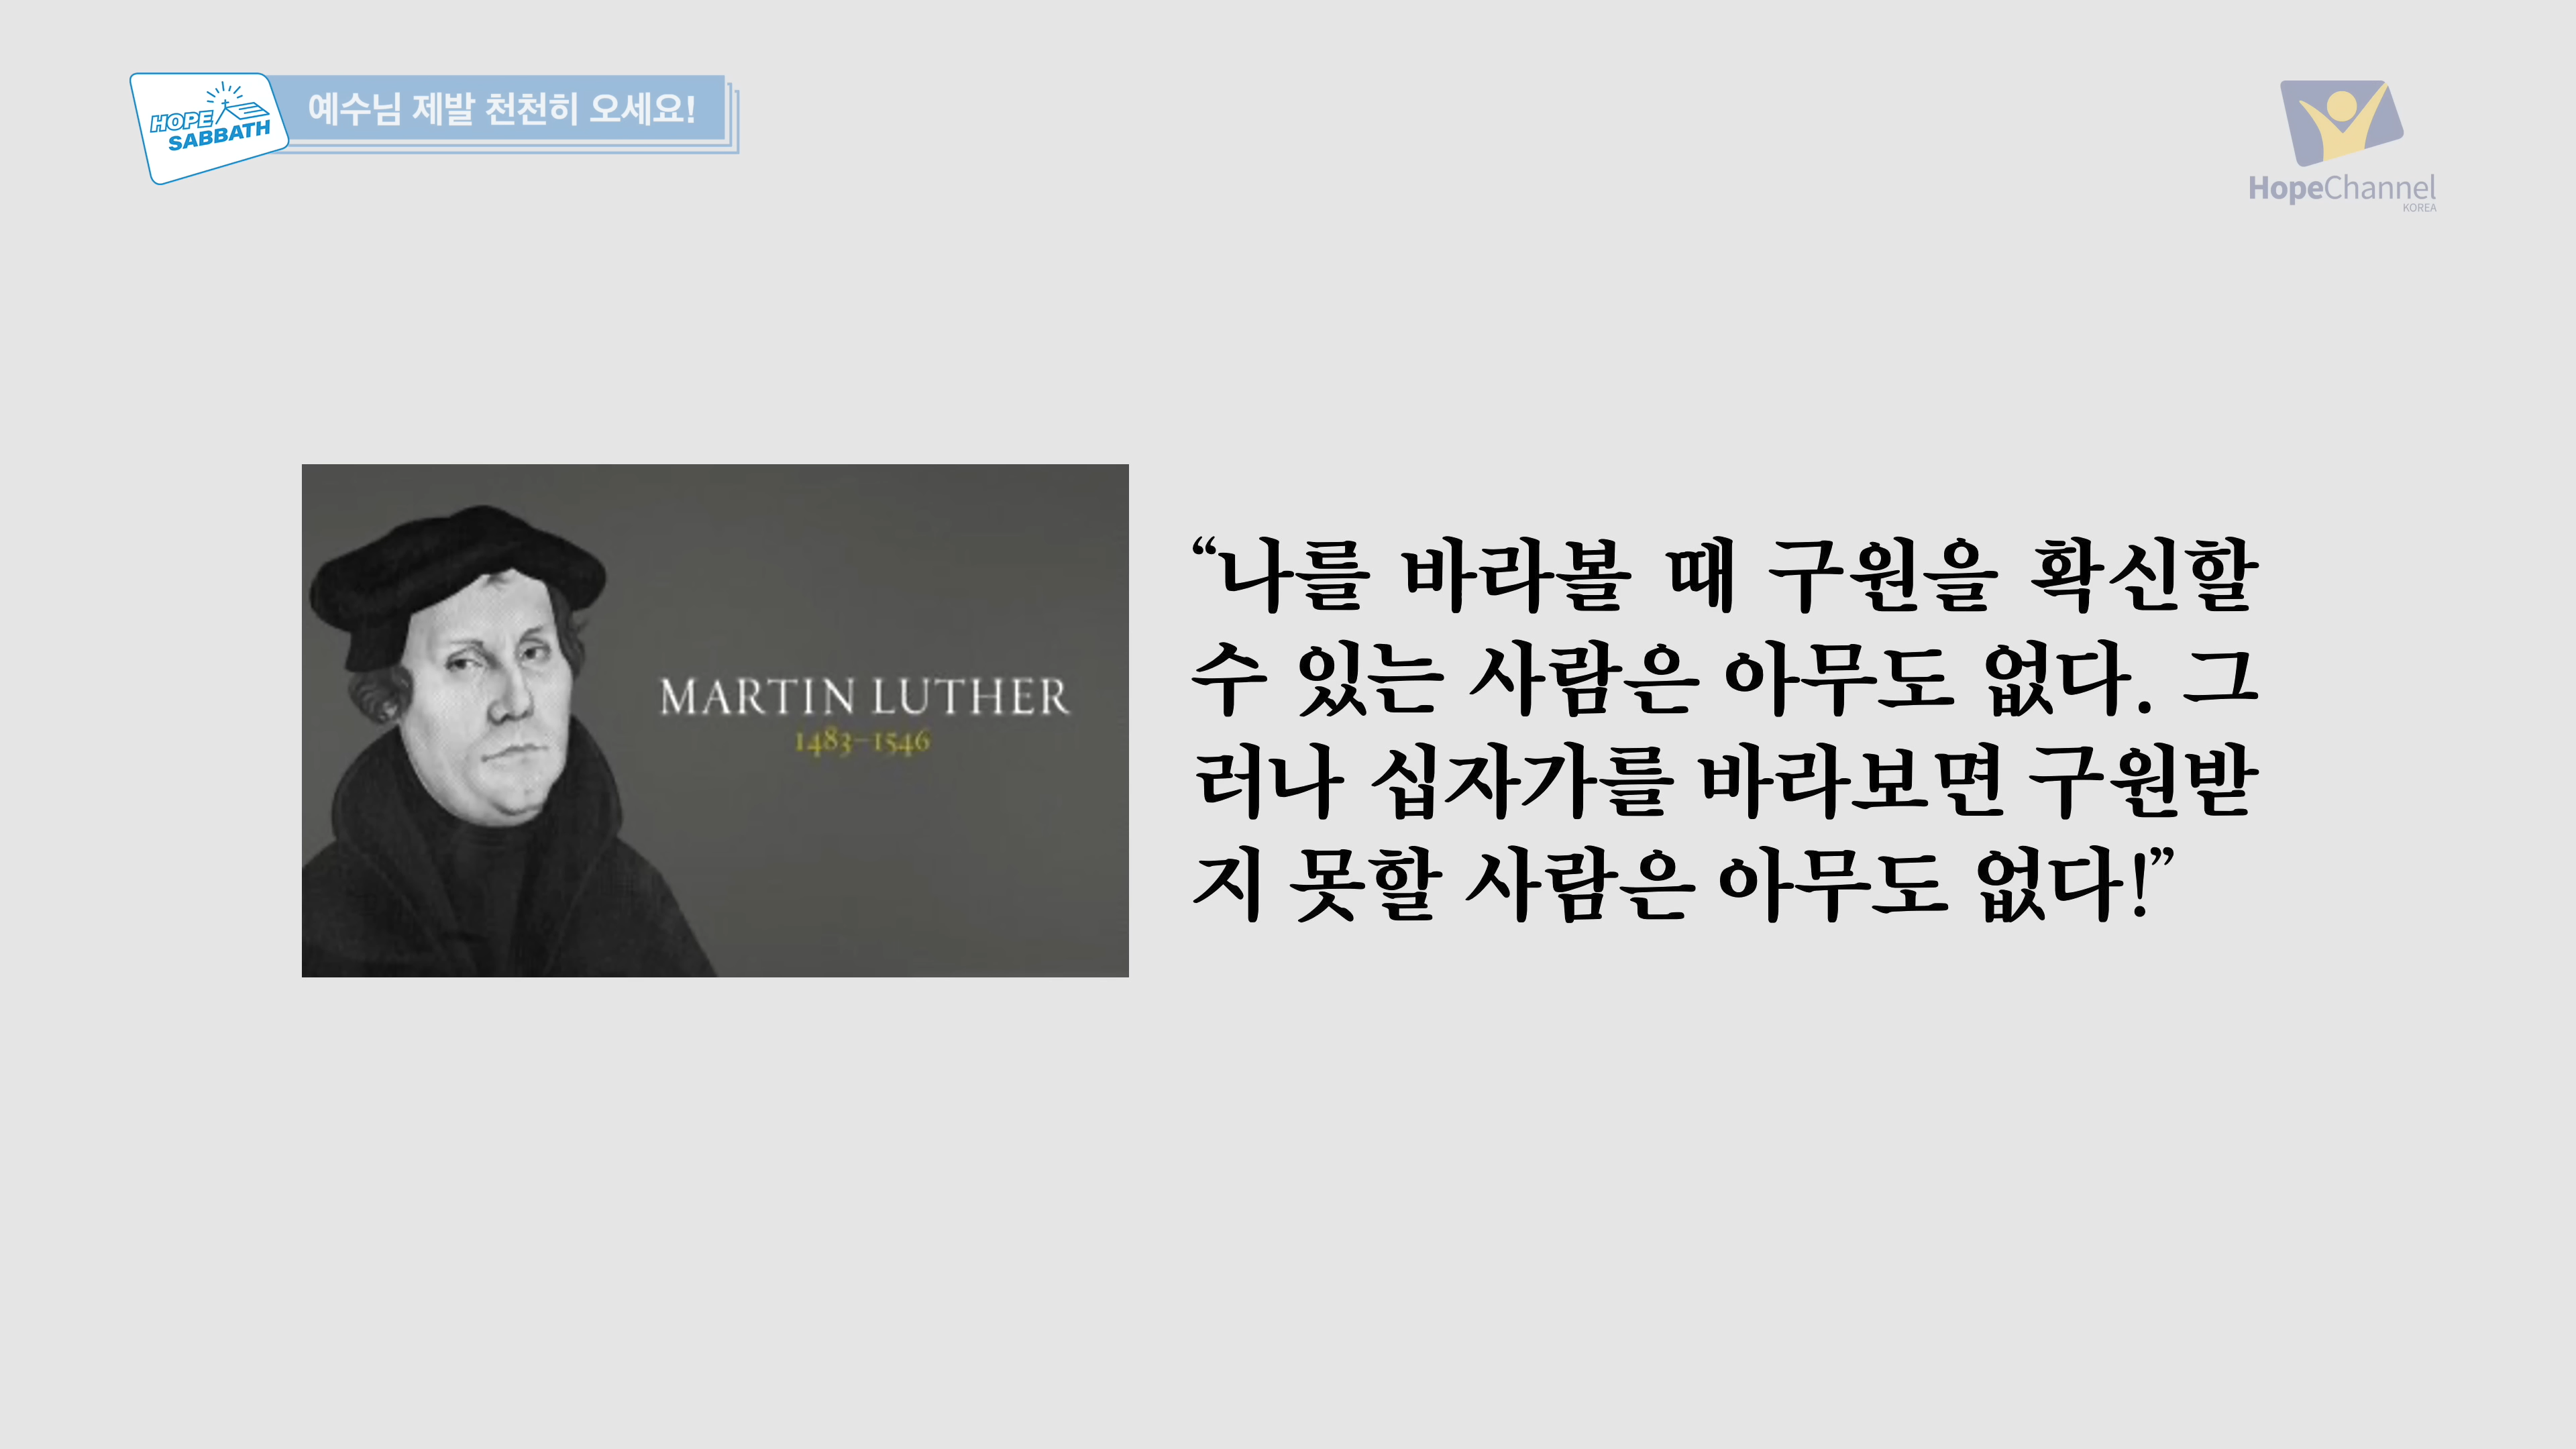 HOPE
SABBATH
예수님 제발 천천히 오세요!
HopeChannel
KOREA
MARTIN LUTHER
1483–1546
“나를 바라볼 때 구원을 확신할
수 있는 사람은 아무도 없다. 그
러나 십자가를 바라보면 구원받
지 못할 사람은 아무도 없다!”